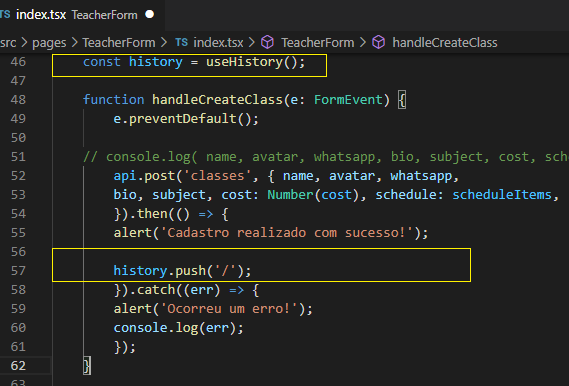 TS index.tsx TeacherForm ●
src > pages > TeacherForm > TS index.tsx > TeacherForm > handleCreateClass
46 const history = useHistory();
47
48 function handleCreateClass(e: FormEvent) {
49 e.preventDefault();
50
51 // console.log( name, avatar, whatsapp, bio, subject, cost, sch
52 api.post('classes', { name, avatar, whatsapp,
53 bio, subject, cost: Number(cost), schedule: scheduleItems,
54 }).then(() => {
55 alert('Cadastro realizado com sucesso!');
56
57 history.push('/');
58 }).catch((err) => {
59 alert('Ocorreu um erro!');
60 console.log(err);
61 });
62 }
63